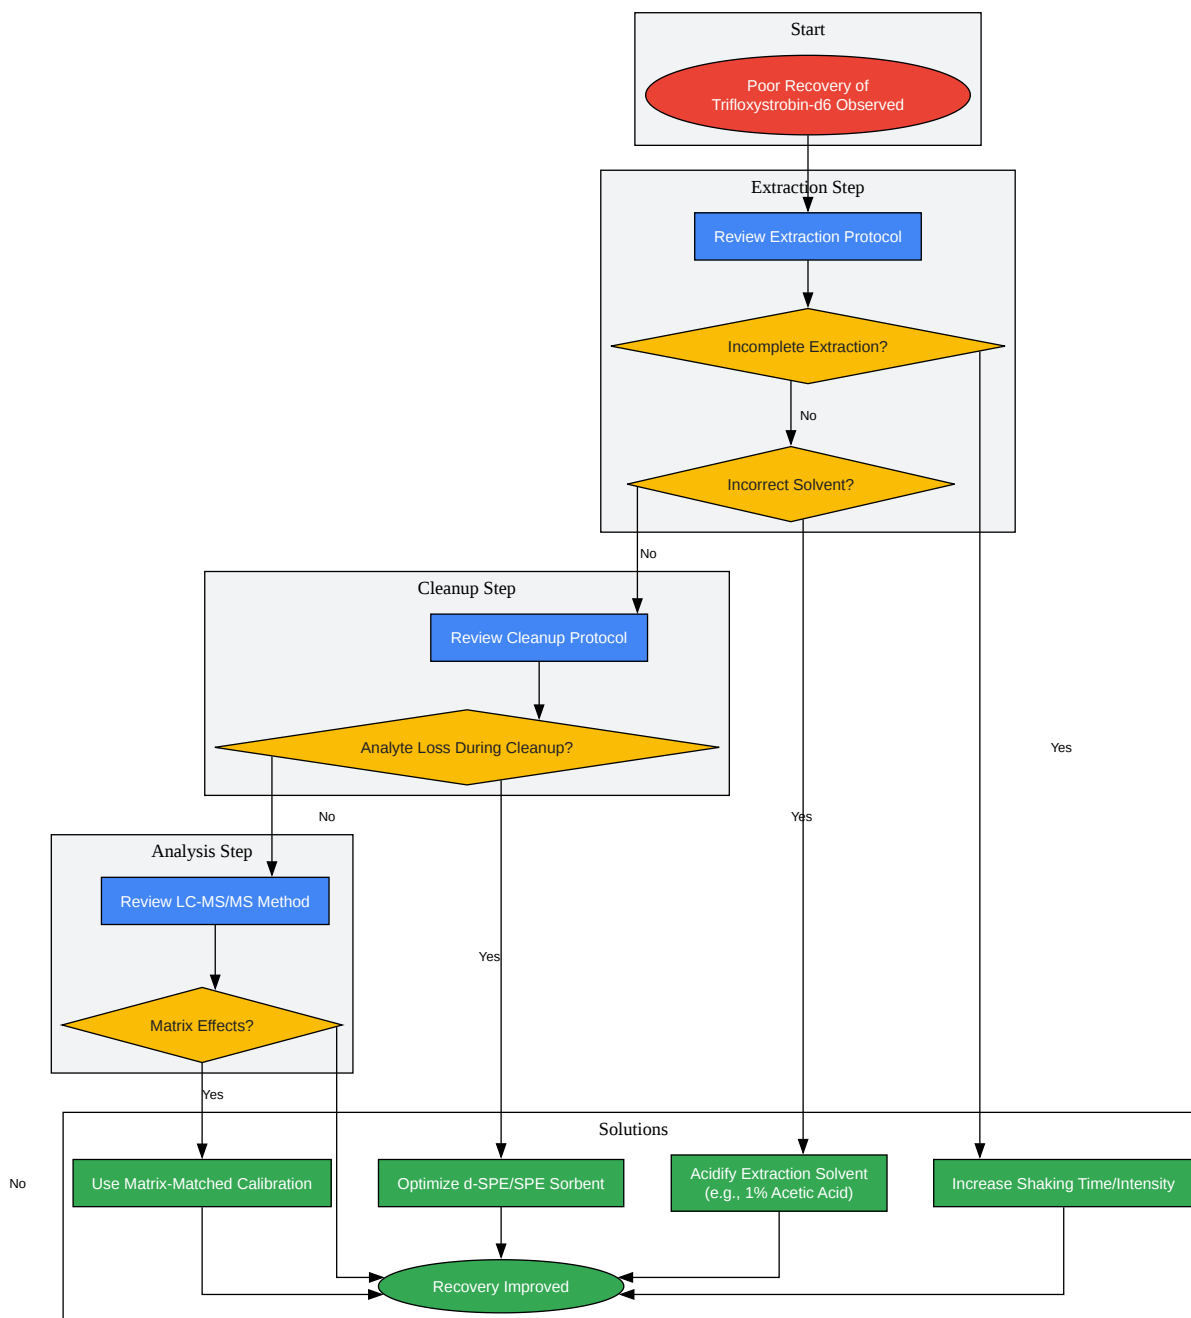 Start
Poor Recovery of
Trifloxystrobin-d6 Observed
Extraction Step
Review Extraction Protocol
Incomplete Extraction?
No
Incorrect Solvent?
No
Cleanup Step
Review Cleanup Protocol
Analyte Loss During Cleanup?
Yes
No
Yes
Analysis Step
Review LC-MS/MS Method
Yes
Matrix Effects?
Yes
Solutions
No
Use Matrix-Matched Calibration
Optimize d-SPE/SPE Sorbent
Acidify Extraction Solvent
(e.g., 1% Acetic Acid)
Increase Shaking Time/Intensity
Recovery Improved